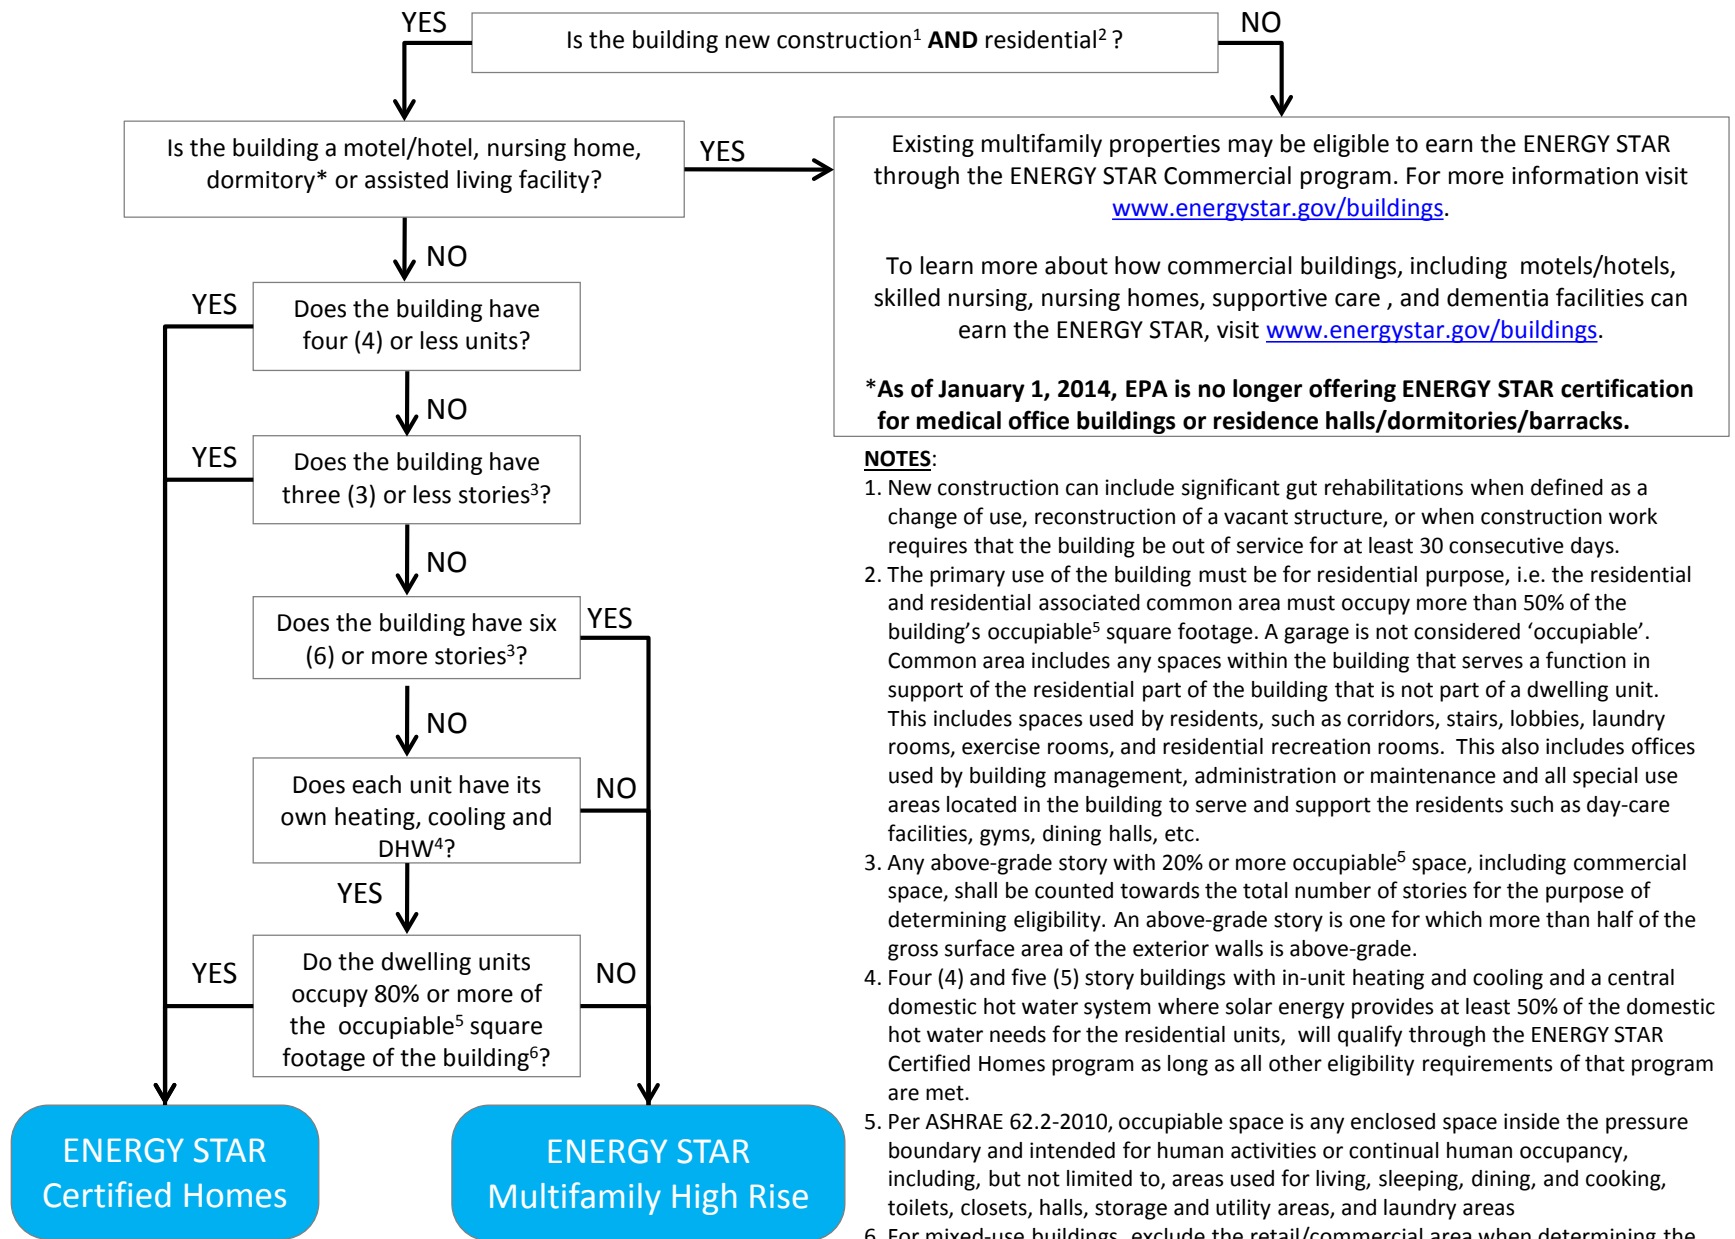 YES
Is the building new construction¹ AND residential² ?
NO
Is the building a motel/hotel, nursing home,
dormitory* or assisted living facility?
YES
Existing multifamily properties may be eligible to earn the ENERGY STAR
through the ENERGY STAR Commercial program. For more information visit
www.energystar.gov/buildings.
To learn more about how commercial buildings, including motels/hotels,
skilled nursing, nursing homes, supportive care , and dementia facilities can
earn the ENERGY STAR, visit www.energystar.gov/buildings.
*As of January 1, 2014, EPA is no longer offering ENERGY STAR certification
for medical office buildings or residence halls/dormitories/barracks.
NO
YES
Does the building have
four (4) or less units?
NO
YES
Does the building have
three (3) or less stories³?
NO
Does the building have six
(6) or more stories³?
YES
NO
Does each unit have its
own heating, cooling and
DHW⁴?
NO
YES
YES
Do the dwelling units
occupy 80% or more of
the occupiable⁵ square
footage of the building⁶?
NO
ENERGY STAR
Certified Homes
ENERGY STAR
Multifamily High Rise
NOTES:
1. New construction can include significant gut rehabilitations when defined as a
change of use, reconstruction of a vacant structure, or when construction work
requires that the building be out of service for at least 30 consecutive days.
2. The primary use of the building must be for residential purpose, i.e. the residential
and residential associated common area must occupy more than 50% of the
building's occupiable⁵ square footage. A garage is not considered 'occupiable'.
Common area includes any spaces within the building that serves a function in
support of the residential part of the building that is not part of a dwelling unit.
This includes spaces used by residents, such as corridors, stairs, lobbies, laundry
rooms, exercise rooms, and residential recreation rooms. This also includes offices
used by building management, administration or maintenance and all special use
areas located in the building to serve and support the residents such as day-care
facilities, gyms, dining halls, etc.
3. Any above-grade story with 20% or more occupiable⁵ space, including commercial
space, shall be counted towards the total number of stories for the purpose of
determining eligibility. An above-grade story is one for which more than half of the
gross surface area of the exterior walls is above-grade.
4. Four (4) and five (5) story buildings with in-unit heating and cooling and a central
domestic hot water system where solar energy provides at least 50% of the domestic
hot water needs for the residential units, will qualify through the ENERGY STAR
Certified Homes program as long as all other eligibility requirements of that program
are met.
5. Per ASHRAE 62.2-2010, occupiable space is any enclosed space inside the pressure
boundary and intended for human activities or continual human occupancy,
including, but not limited to, areas used for living, sleeping, dining, and cooking,
toilets, closets, halls, storage and utility areas, and laundry areas
6. For mixed-use buildings, exclude the retail/commercial area when determining the